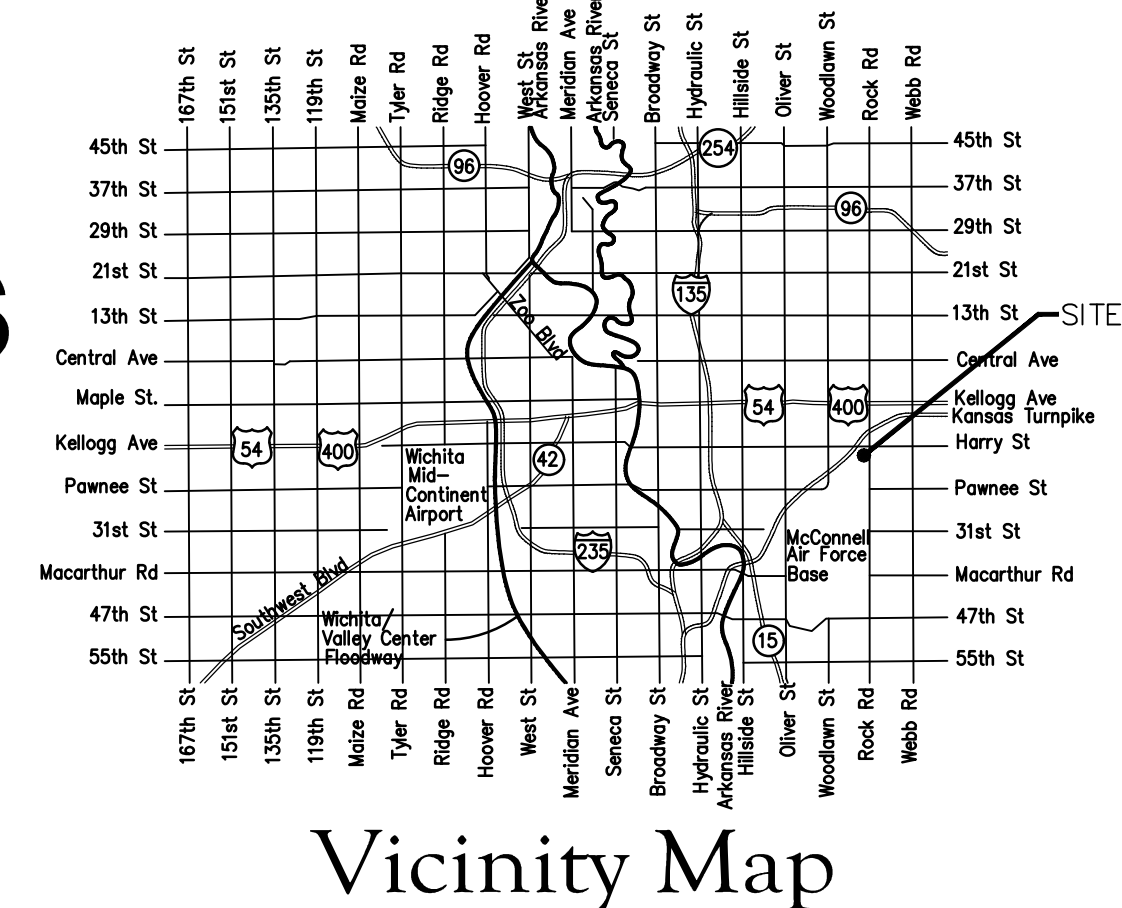 167th St
151st St
135th St
119th St
Maize Rd
Tyler Rd
Ridge Rd
Hoover Rd
West St
Arkansas River
Meridian Ave
Arkansas River
Seneca St
Broadway St
Hydraulic St
Hillside St
Oliver St
Woodlawn St
Rock Rd
Webb Rd
45th St
37th St
29th St
21st St
13th St
Central Ave
Maple St.
Kellogg Ave
Pawnee St
31st St
Macarthur Rd
47th St
55th St
96
254
96
135
Zoo Blvd
54
400
54
400
42
Wichita
Mid-
Continent
Airport
235
McConnell
Air Force
Base
Southwest Blvd
Wichita/
Valley Center
Floodway
15
45th St
37th St
29th St
21st St
13th St
SITE
Central Ave
Kellogg Ave
Kansas Turnpike
Harry St
Pawnee St
31st St
Macarthur Rd
47th St
55th St
167th St
151st St
135th St
119th St
Maize Rd
Tyler Rd
Ridge Rd
Hoover Rd
West St
Meridian Ave
Seneca St
Broadway St
Hydraulic St
Arkansas River
Hillside St
Oliver St
Woodlawn St
Rock Rd
Webb Rd
Vicinity Map